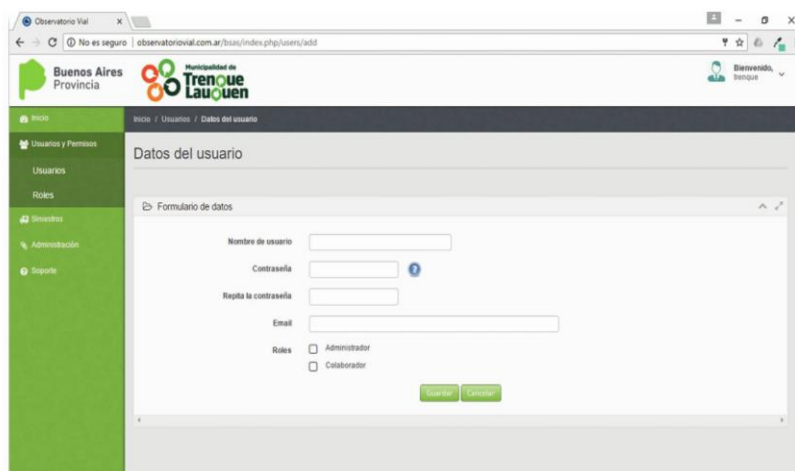 Observatorio Vial
No es seguro
observatoriovial.com.ar/bsas/index.php/users/add
Buenos Aires
Provincia
Municipalidad de
Trenque
Lauquen
Bienvenido,
trenque
Inicio
Inicio / Usuarios / Datos del usuario
Usuarios y Permisos
Usuarios
Roles
Siniestros
Administración
Soporte
Datos del usuario
Formulario de datos
Nombre de usuario
Contraseña
?
Repita la contraseña
Email
Roles
Administrador
Colaborador
Guardar
Cancelar